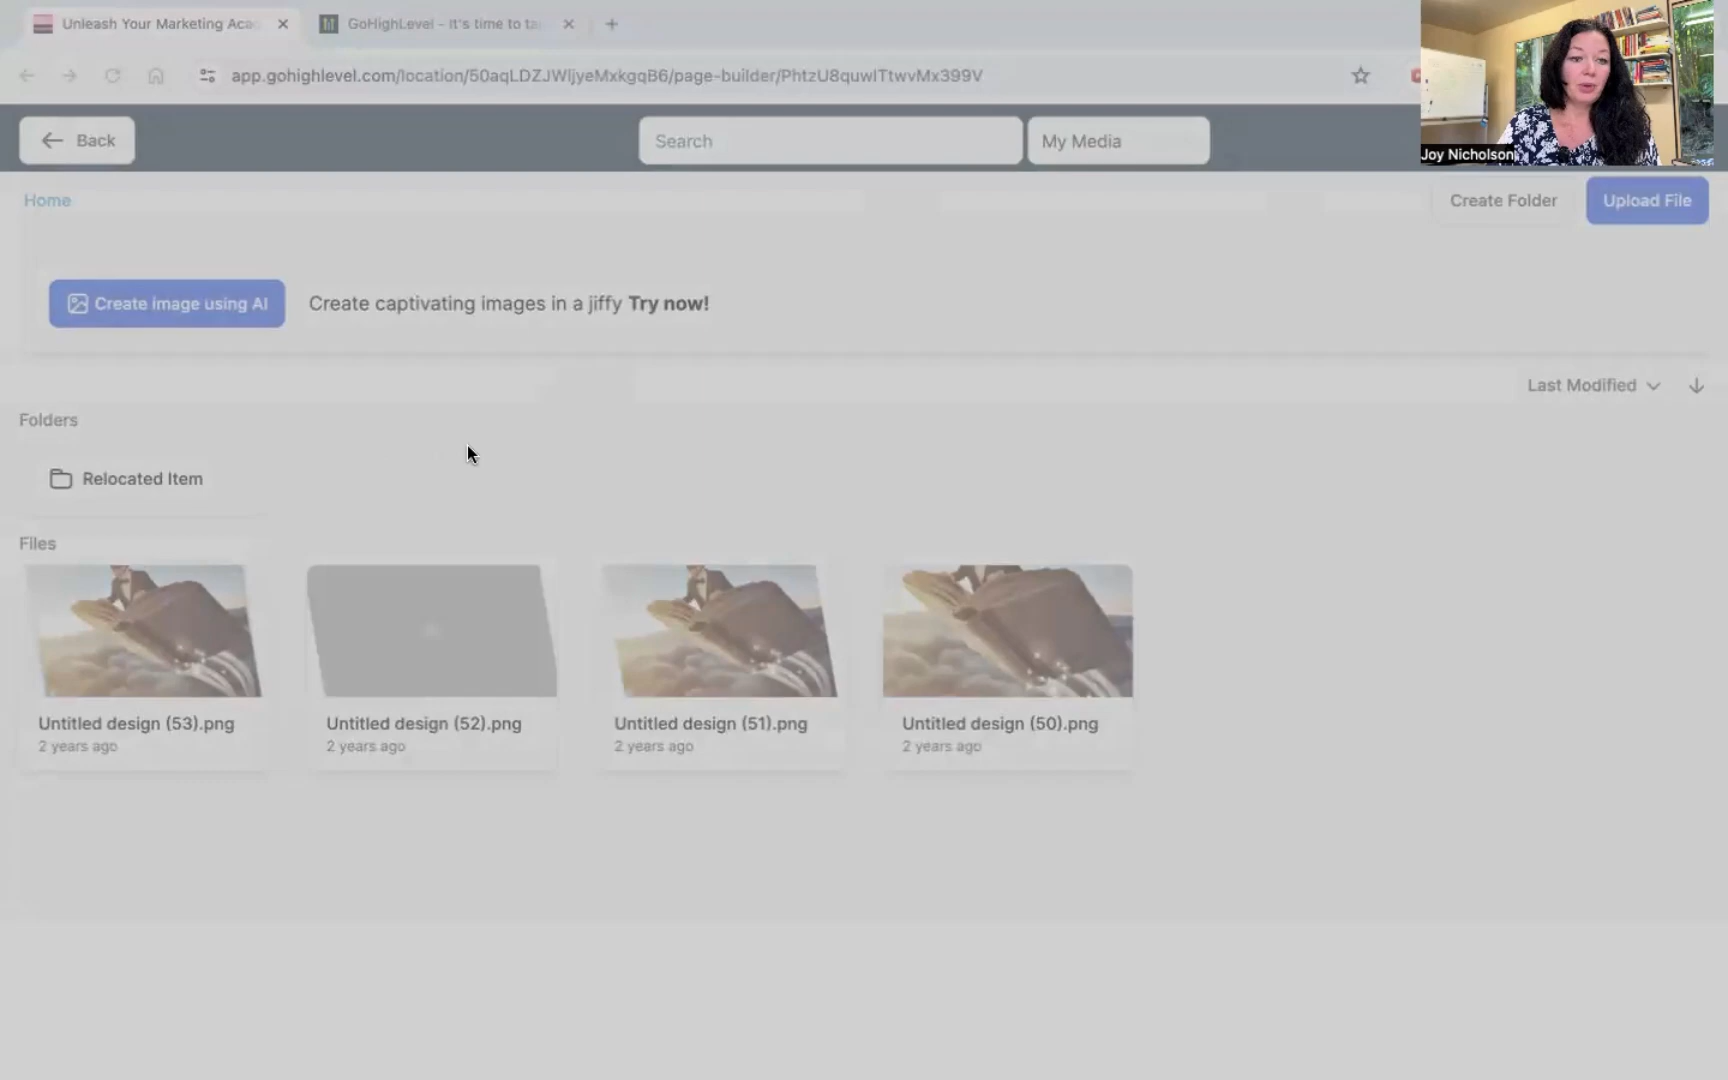 Unleash Your Marketing Aca
GoHighLevel - It's time to ta
app.gohighlevel.com/location/50aqLDZJWljyeMxkgqB6/page-builder/PhtzU8quwITtwvMx399V
Joy Nicholson
Back
Search
My Media
Home
Create Folder
Upload File
Create image using AI
Create captivating images in a jiffy Try now!
Last Modified
Folders
Relocated Item
Files
Untitled design (53).png
2 years ago
Untitled design (52).png
2 years ago
Untitled design (51).png
2 years ago
Untitled design (50).png
2 years ago